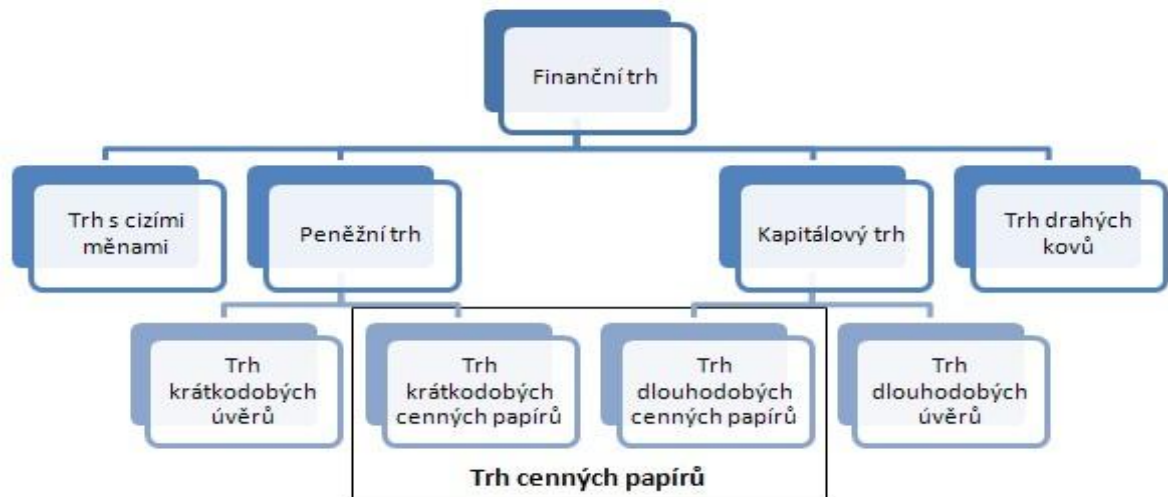 Finanční trh
Trh s cizími
měnami
Peněžní trh
Kapitálový trh
Trh drahých
kovů
Trh
krátkodobých
úvěrů
Trh
krátkodobých
cenných papírů
Trh
dlouhodobých
cenných papírů
Trh
dlouhodobých
úvěrů
Trh cenných papírů